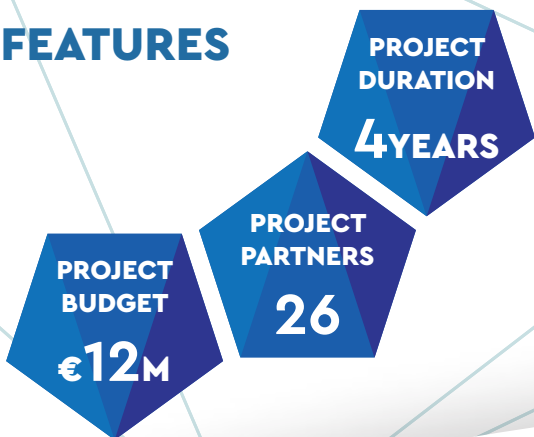 FEATURES
PROJECT
DURATION
4YEARS
PROJECT
PARTNERS
26
PROJECT
BUDGET
€12M